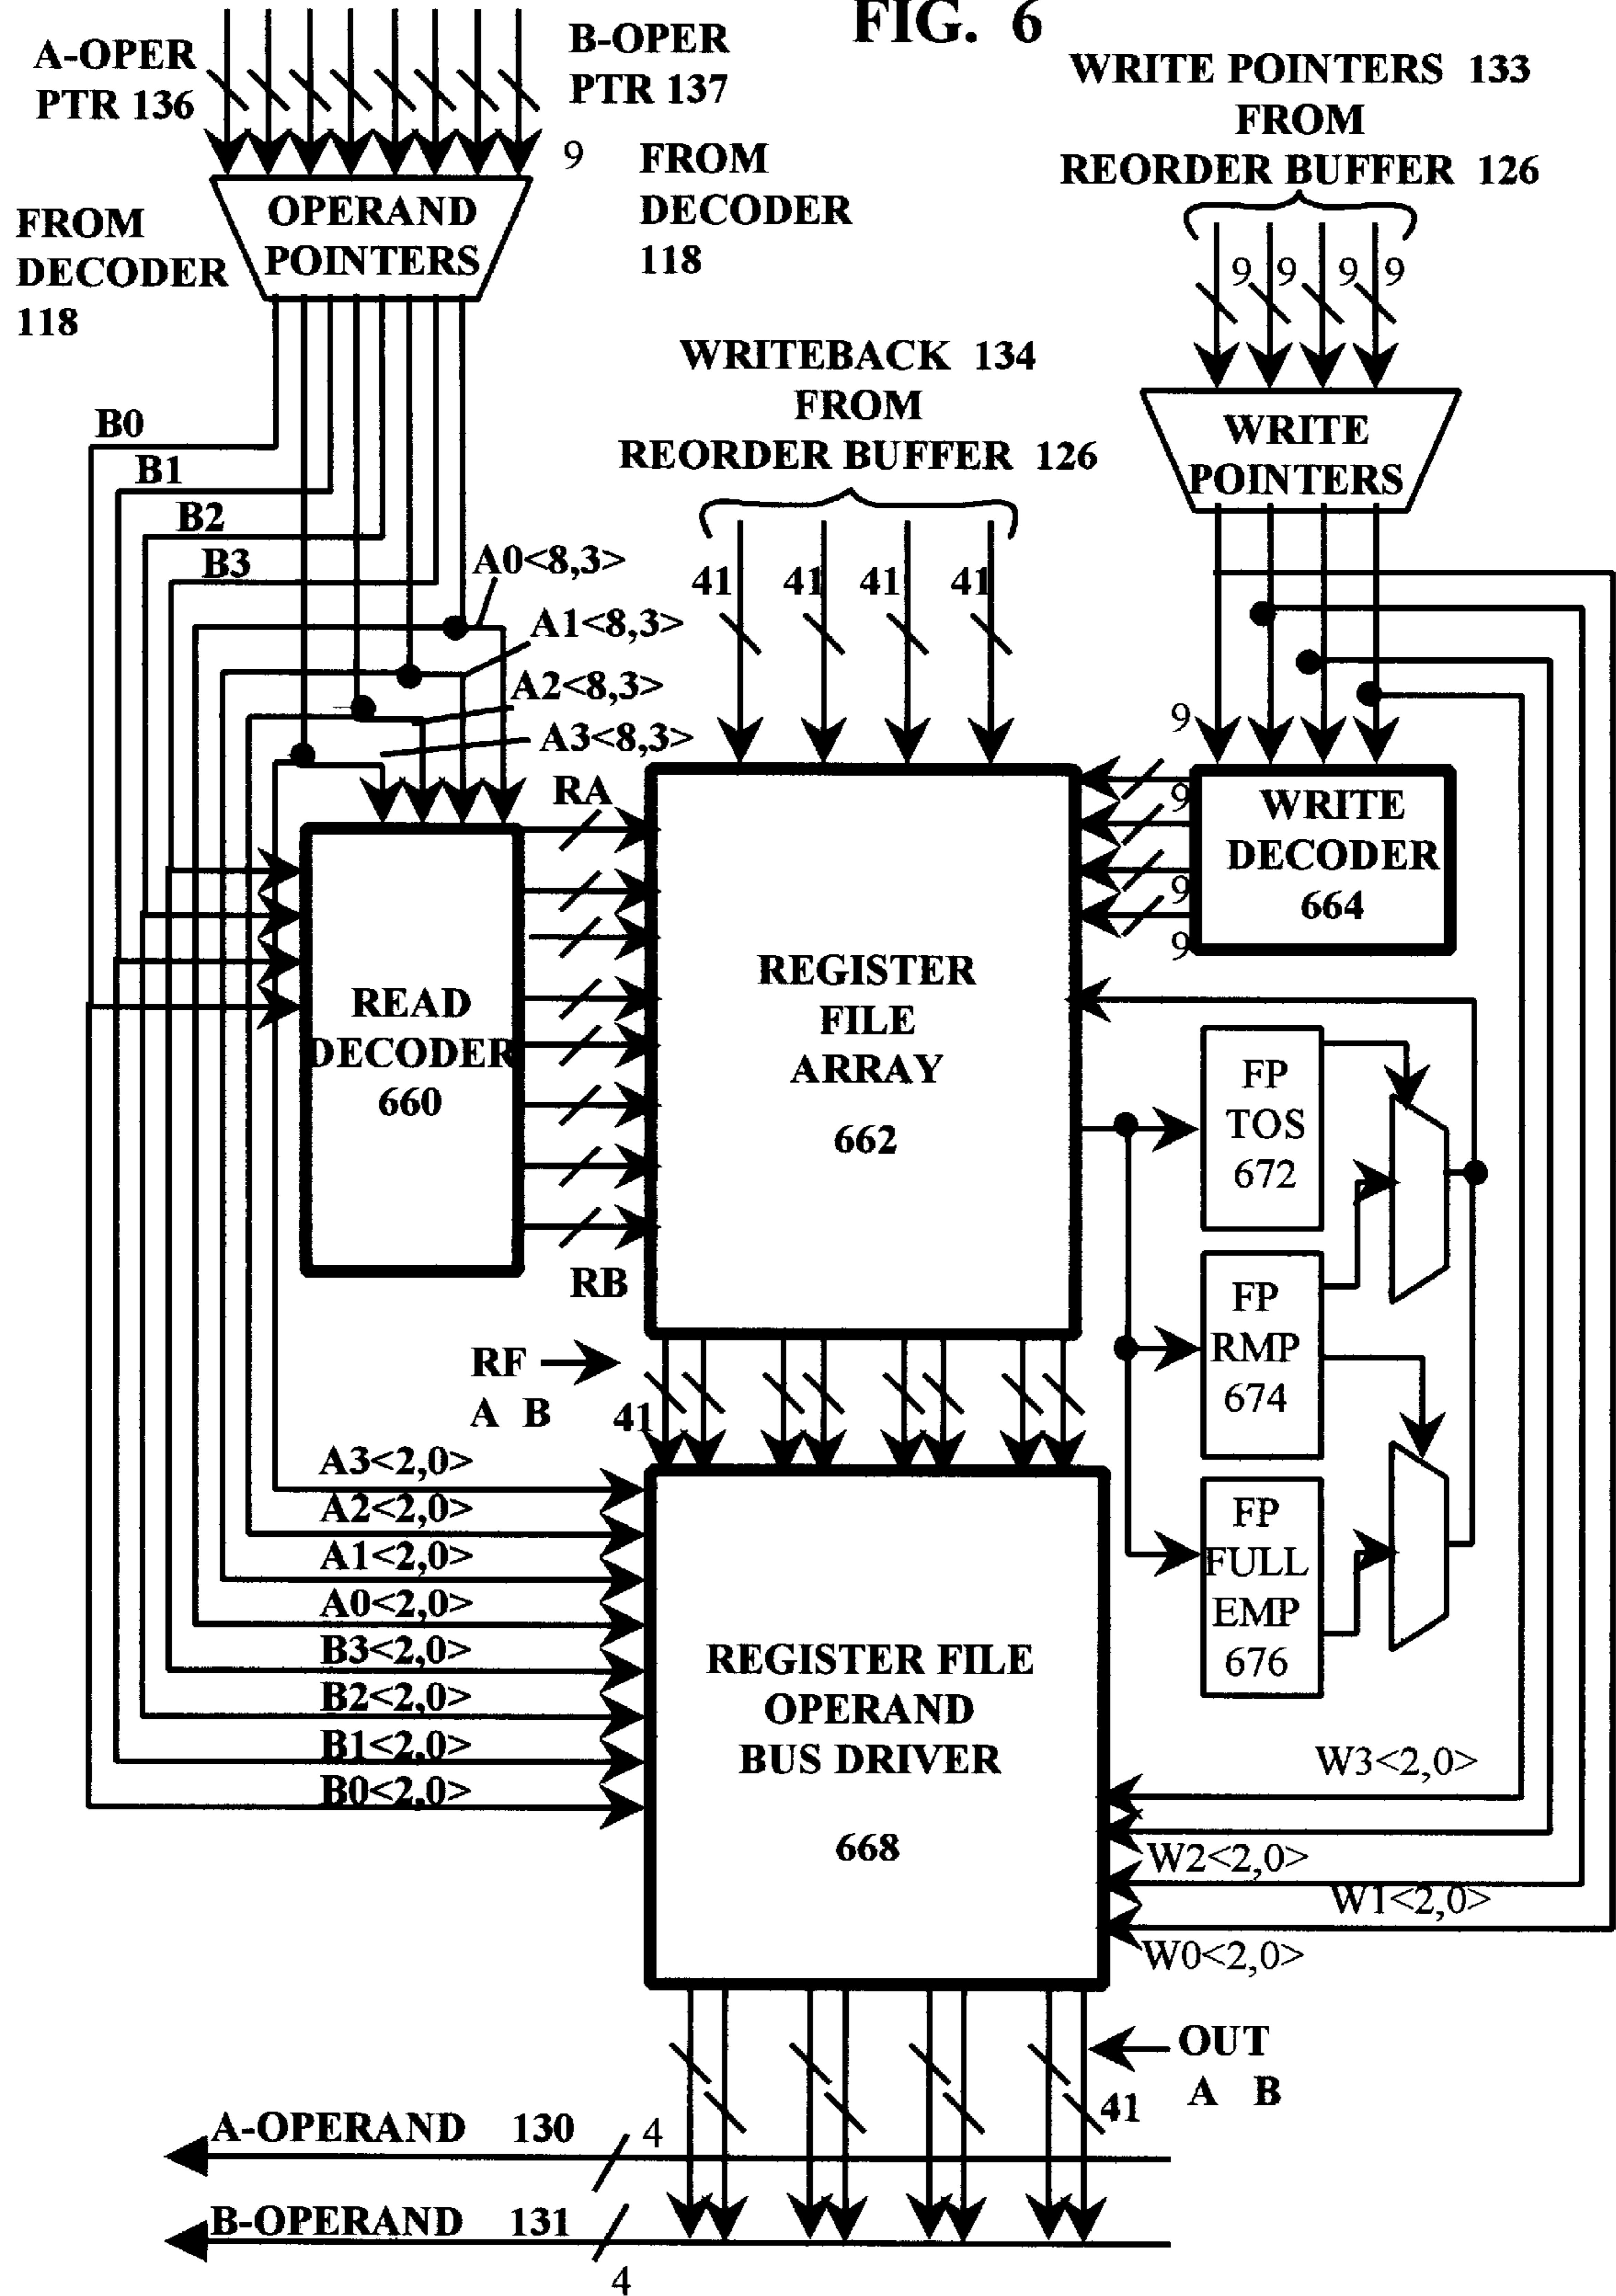 FIG. 6
A-OPER
PTR 136
B-OPER
PTR 137
9
FROM
DECODER
118
FROM
DECODER
118
OPERAND
POINTERS
WRITE POINTERS 133
FROM
REORDER BUFFER 126
9 9 9 9
WRITE
POINTERS
WRITEBACK 134
FROM
REORDER BUFFER 126
41 41 41 41
B0
B1
B2
B3
A0<8,3>
A1<8,3>
A2<8,3>
A3<8,3>
9
RA
READ
DECODER
660
RB
REGISTER
FILE
ARRAY
662
WRITE
DECODER
664
9
9
9
FP
TOS
672
FP
RMP
674
FP
FULL
EMP
676
RF
A B
41
A3<2,0>
A2<2,0>
A1<2,0>
A0<2,0>
B3<2,0>
B2<2,0>
B1<2,0>
B0<2,0>
REGISTER FILE
OPERAND
BUS DRIVER
668
W3<2,0>
W2<2,0>
W1<2,0>
W0<2,0>
OUT
A B
41
A-OPERAND 130
4
B-OPERAND 131
4